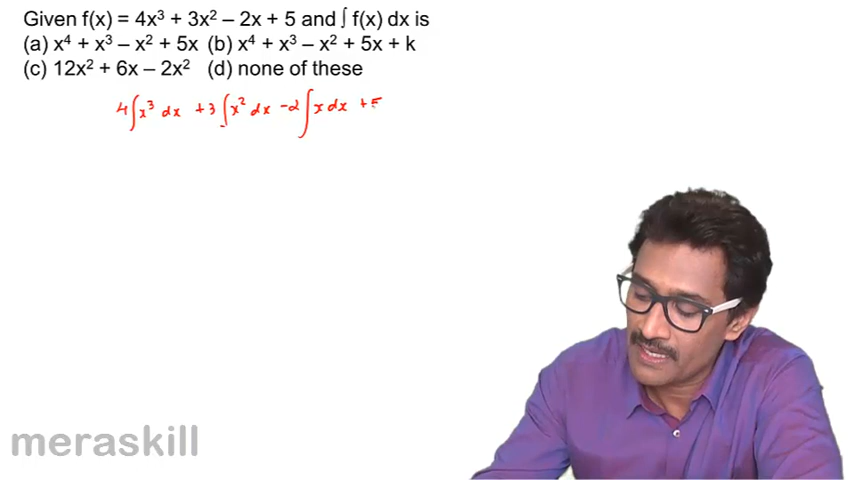 Given f(x) = 4x³ + 3x² – 2x + 5 and ∫ f(x) dx is
(a) x⁴ + x³ – x² + 5x (b) x⁴ + x³ – x² + 5x + k
(c) 12x² + 6x – 2x² (d) none of these
4∫x³ dx +3∫x² dx -2∫x dx +5
meraskill